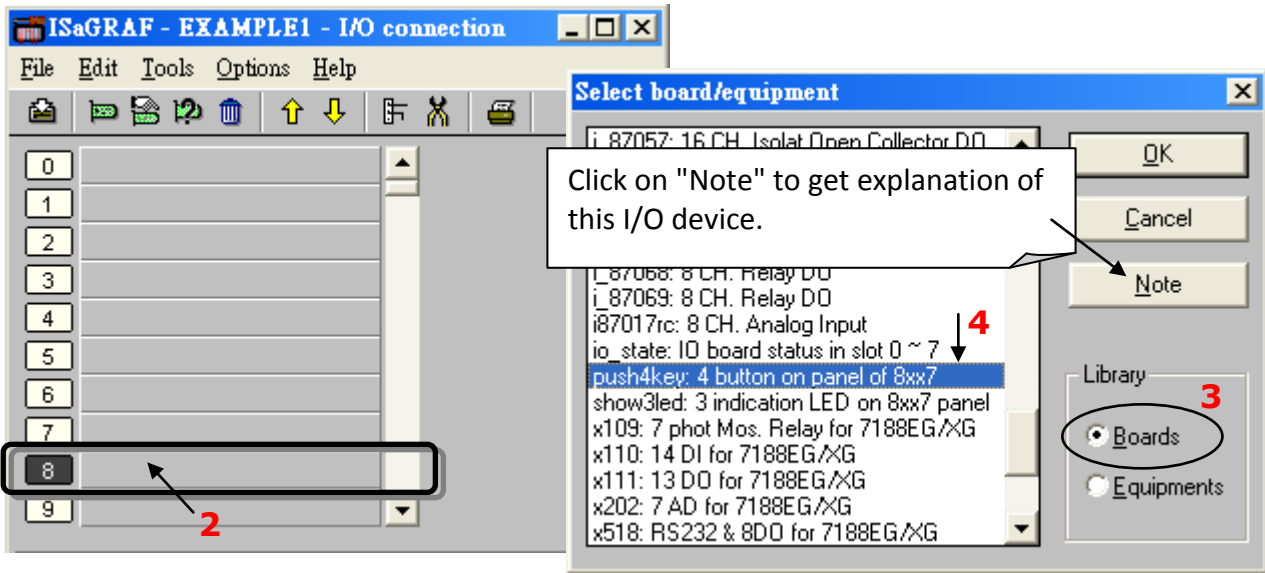 ISaGRAF - EXAMPLE1 - I/O connection
File Edit Tools Options Help
0
1
2
3
4
5
6
7
8
9
2
Select board/equipment
i_87057: 16 CH. Isolat Open Collector DO
Click on "Note" to get explanation of
this I/O device.
i_87068: 8 CH. Relay DO
i_87069: 8 CH. Relay DO
i87017rc: 8 CH. Analog Input
io_state: IO board status in slot 0 ~ 7
push4key: 4 button on panel of 8xx7
show3led: 3 indication LED on 8xx7 panel
x109: 7 phot Mos. Relay for 7188EG/XG
x110: 14 DI for 7188EG/XG
x111: 13 DO for 7188EG/XG
x202: 7 AD for 7188EG/XG
x518: RS232 & 8DO for 7188EG/XG
4
OK
Cancel
Note
Library
3
Boards
Equipments